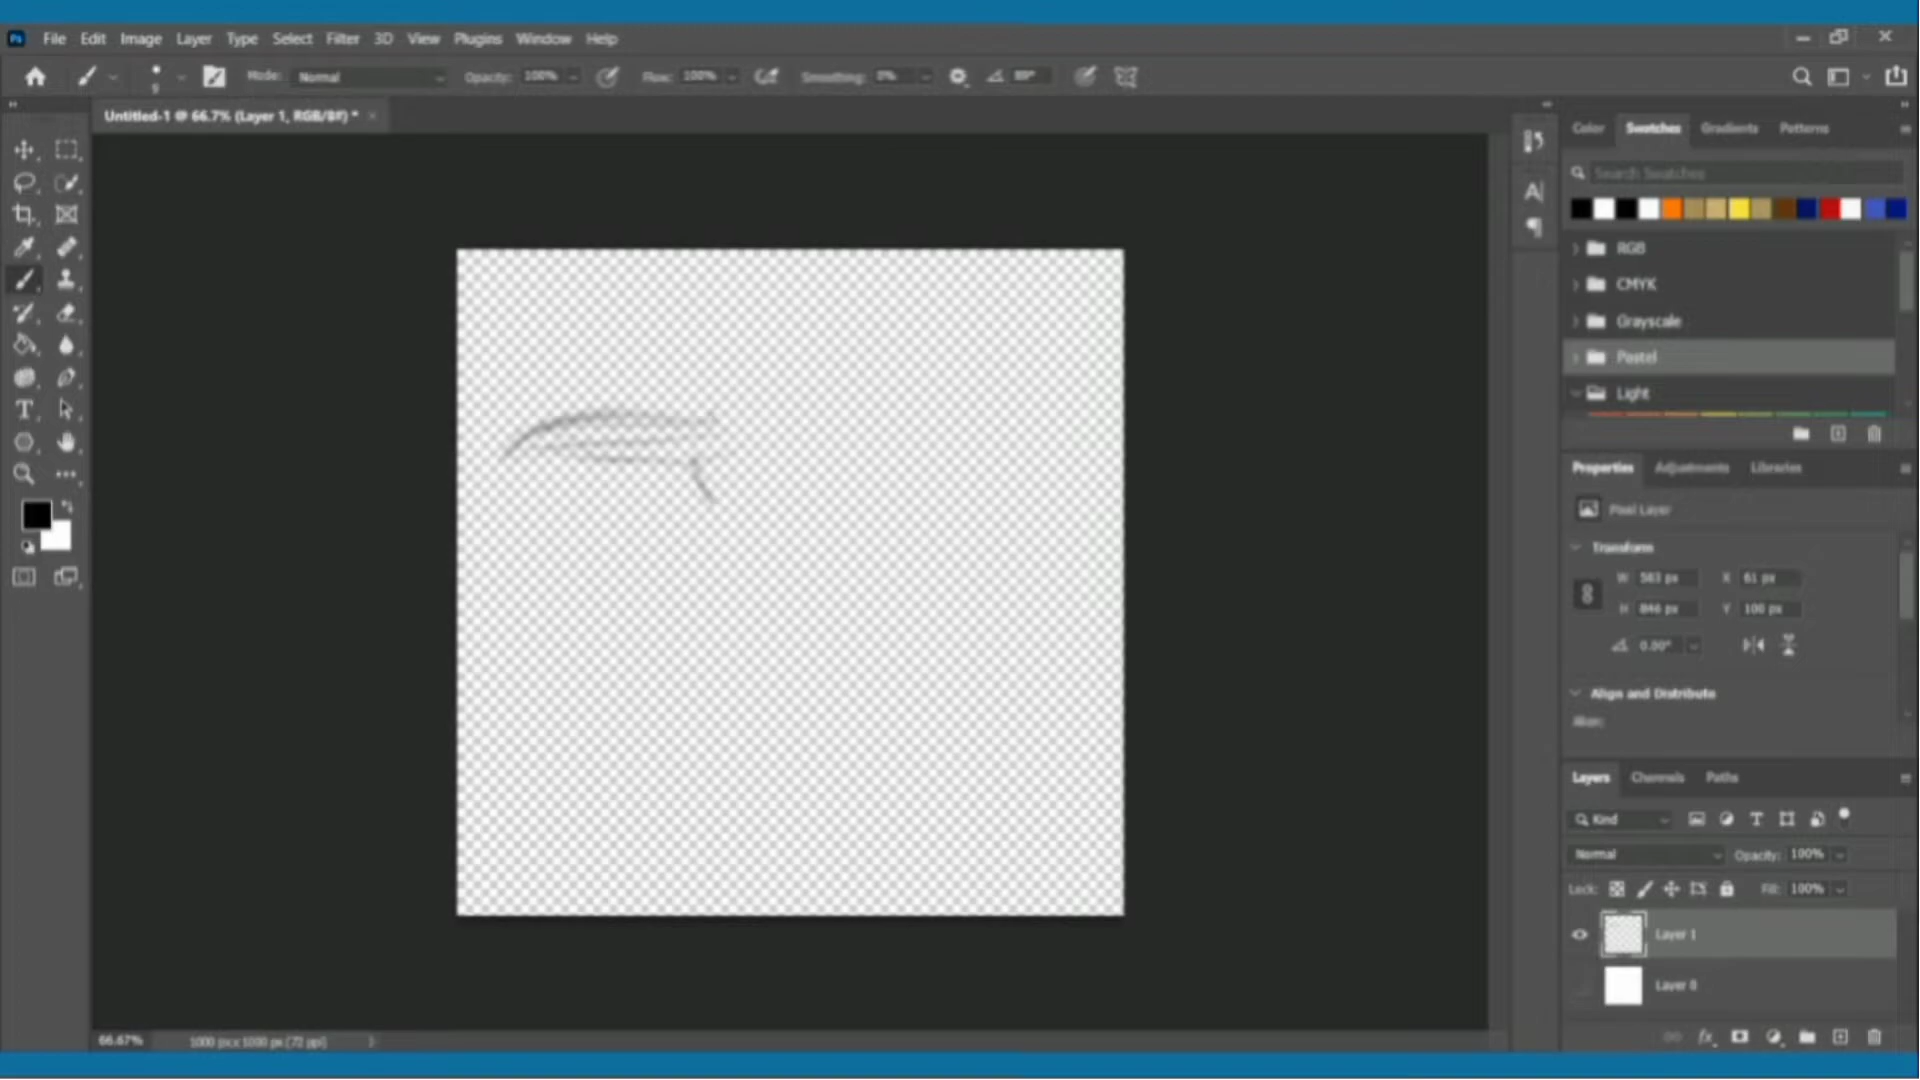 Ps File Edit Image Layer Type Select Filter 3D View Plugins Window Help
9 Mode: Normal Opacity: 100% Flow: 100% Smoothing: 0%
Untitled-1 @ 66.7% (Layer 1, RGB/8#) * ×
Color Swatches Gradients Patterns
Search Swatches
RGB
CMYK
Grayscale
Pastel
Light
Properties Adjustments Libraries
Pixel Layer
Transform
W 583 px X 61 px
H 846 px Y 100 px
0.00°
Align and Distribute
Align:
Layers Channels Paths
Kind
Normal Opacity: 100%
Lock: Fill: 100%
Layer 1
Layer 0
fx
66.67% 1000 px x 1000 px (72 ppi)